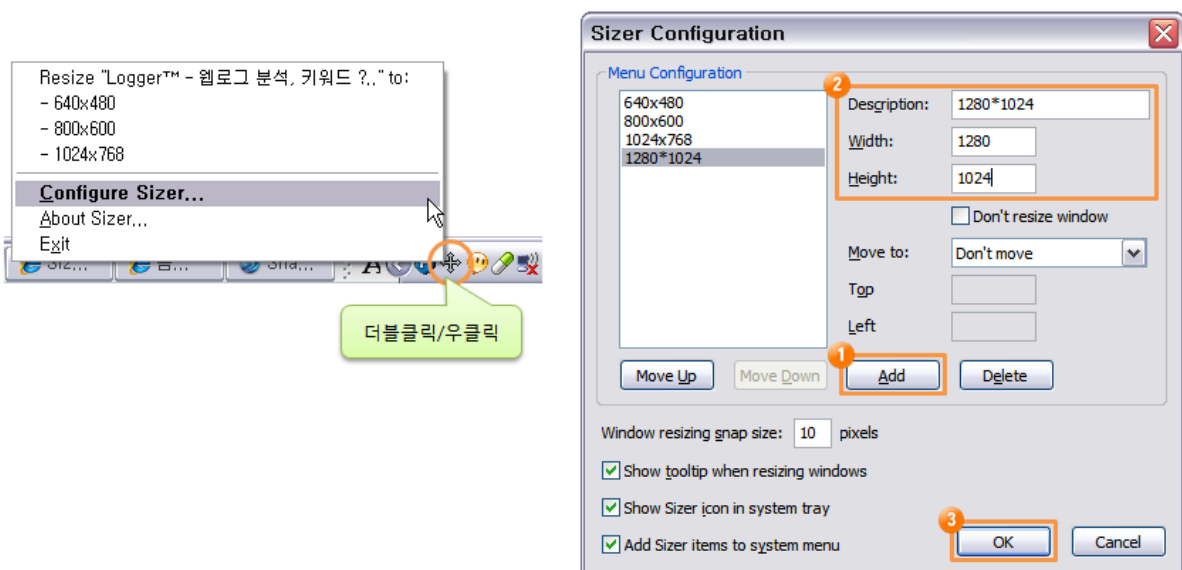 Resize "Logger™ - 웹로그 분석, 키워드 ?,," to:
- 640x480
- 800x600
- 1024x768
Configure Sizer...
About Sizer...
Exit
더블클릭/우클릭
Sizer Configuration
Menu Configuration
640x480
800x600
1024x768
1280*1024
2
Description: 1280*1024
Width: 1280
Height: 1024
Don't resize window
Move to: Don't move
Top
Left
1
Move Up Move Down Add Delete
Window resizing snap size: 10 pixels
Show tooltip when resizing windows
Show Sizer icon in system tray
Add Sizer items to system menu
3
OK Cancel